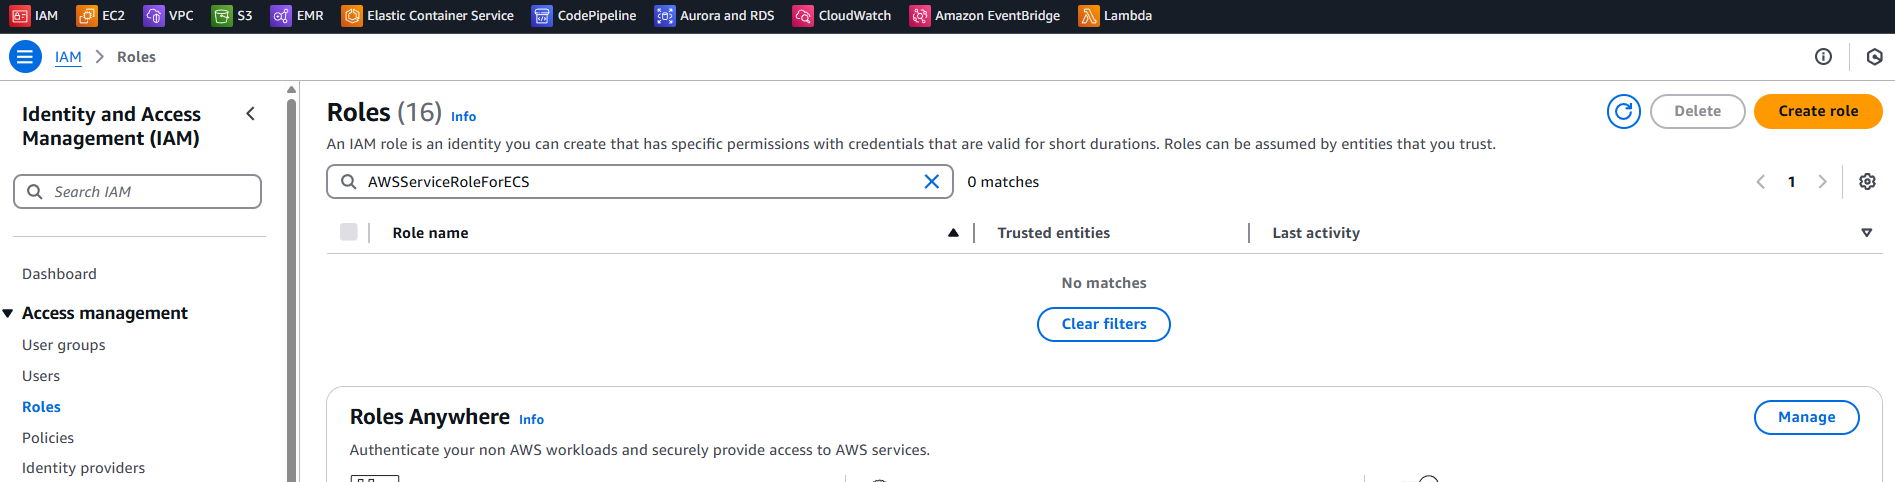 IAM EC2 VPC S3 EMR Elastic Container Service CodePipeline Aurora and RDS CloudWatch Amazon EventBridge Lambda
IAM Roles
Identity and Access
Management (IAM)
Search IAM
Dashboard
Access management
User groups
Users
Roles
Policies
Identity providers
Roles (16) Info
Delete Create role
An IAM role is an identity you can create that has specific permissions with credentials that are valid for short durations. Roles can be assumed by entities that you trust.
AWSServiceRoleForECS 0 matches 1
Role name Trusted entities Last activity
No matches
Clear filters
Roles Anywhere Info
Manage
Authenticate your non AWS workloads and securely provide access to AWS services.